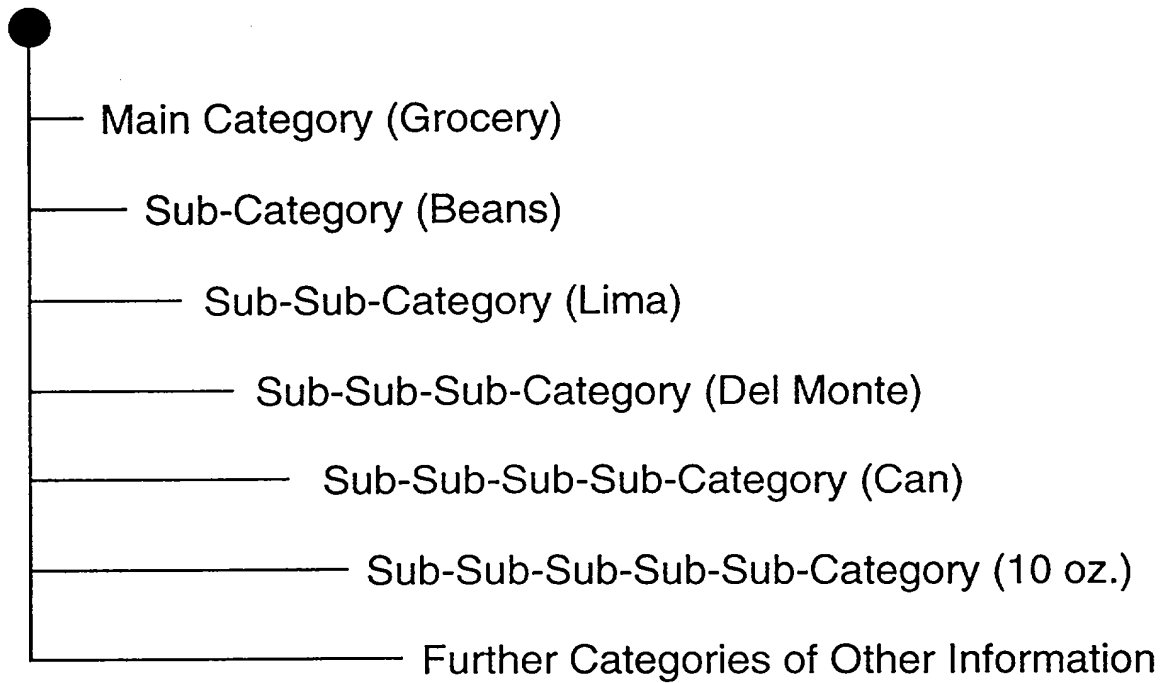 Main Category (Grocery)
Sub-Category (Beans)
Sub-Sub-Category (Lima)
Sub-Sub-Sub-Category (Del Monte)
Sub-Sub-Sub-Sub-Category (Can)
Sub-Sub-Sub-Sub-Sub-Category (10 oz.)
Further Categories of Other Information